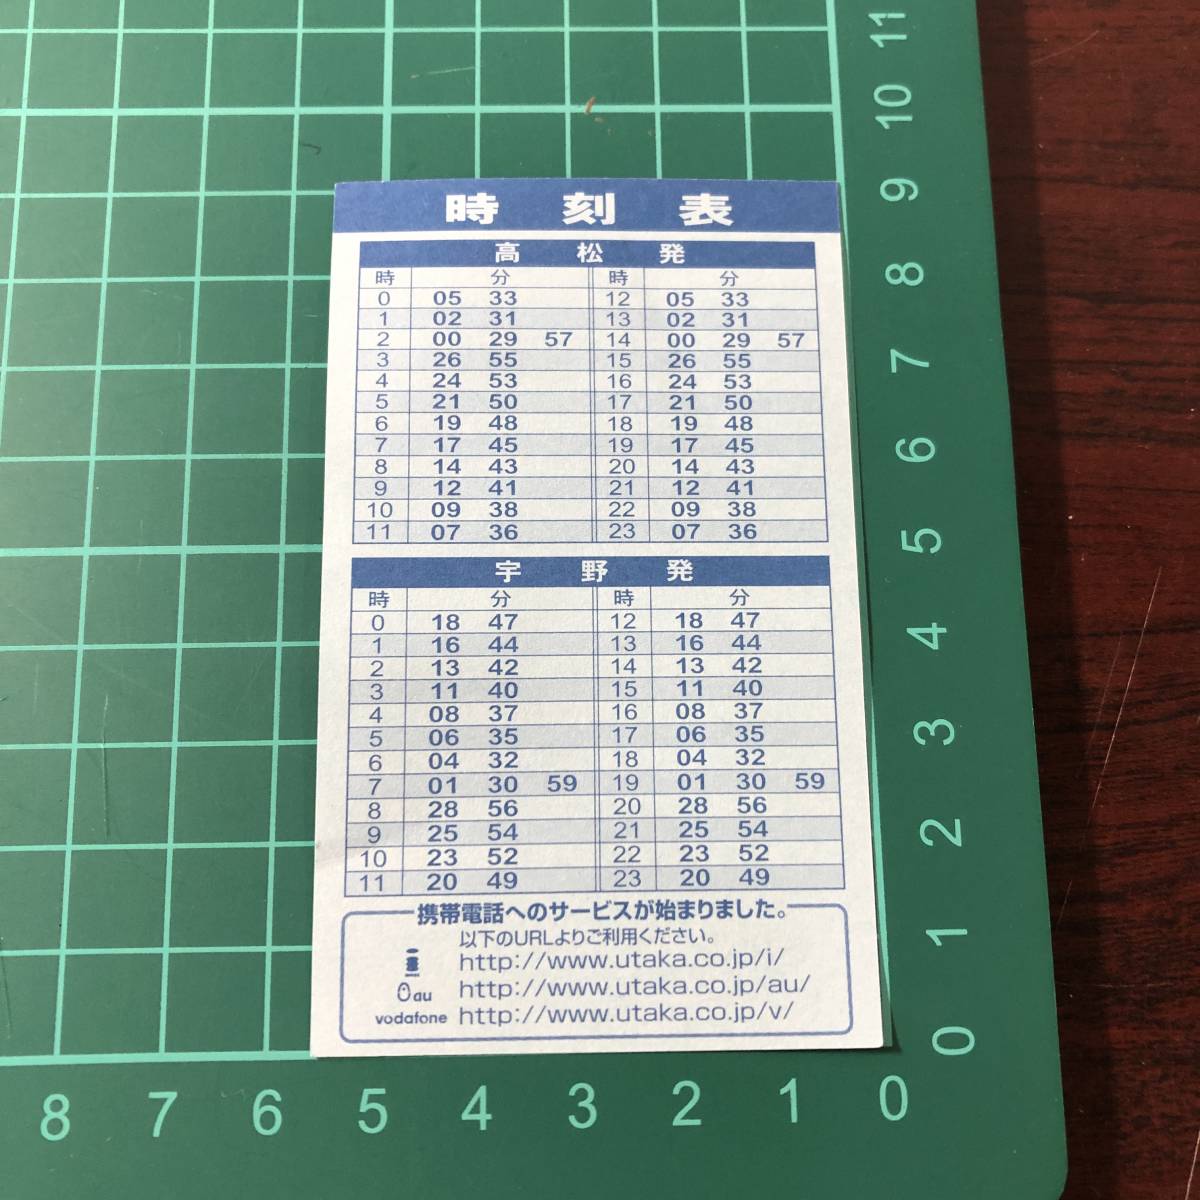 時刻表
高松発
時 分 時 分
0 05 33 12 05 33
1 02 31 13 02 31
2 00 29 57 14 00 29 57
3 26 55 15 26 55
4 24 53 16 24 53
5 21 50 17 21 50
6 19 48 18 19 48
7 17 45 19 17 45
8 14 43 20 14 43
9 12 41 21 12 41
10 09 38 22 09 38
11 07 36 23 07 36
宇野発
時 分 時 分
0 18 47 12 18 47
1 16 44 13 16 44
2 13 42 14 13 42
3 11 40 15 11 40
4 08 37 16 08 37
5 06 35 17 06 35
6 04 32 18 04 32
7 01 30 59 19 01 30 59
8 28 56 20 28 56
9 25 54 21 25 54
10 23 52 22 23 52
11 20 49 23 20 49
携帯電話へのサービスが始まりました。
以下のURLよりご利用ください。
http://www.utaka.co.jp/i/
au http://www.utaka.co.jp/au/
vodafone http://www.utaka.co.jp/v/
11
10
9
8
7
6
5
4
3
2
1
0
8 7 6 5 4 3 2 1 0